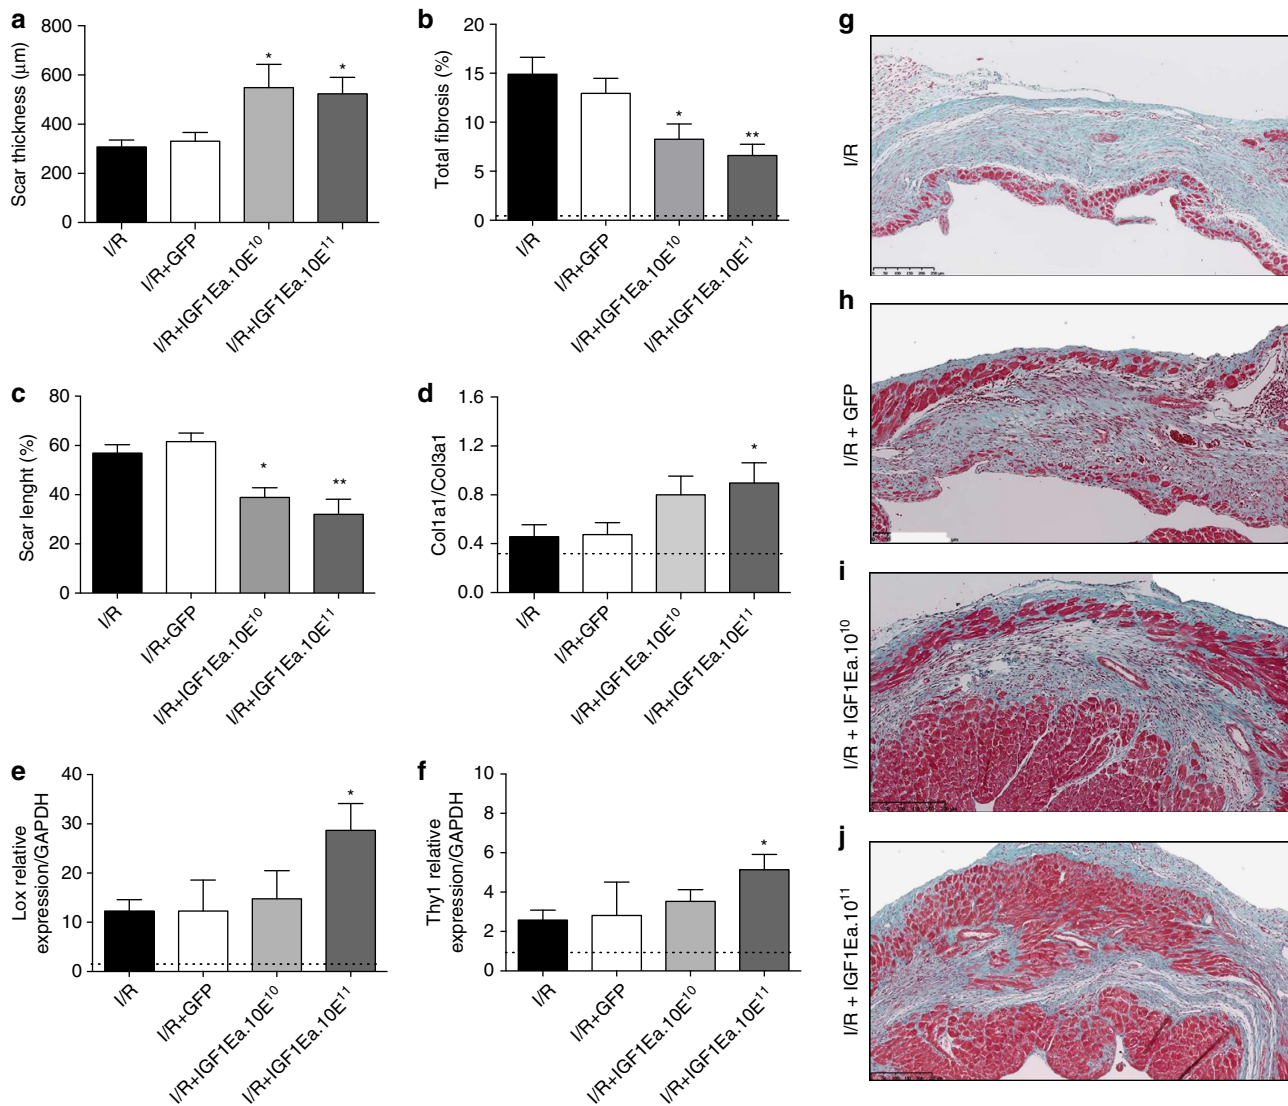 a
800
600
400
200
0
Scar thickness (μm)
*
*
I/R
I/R+GFP
I/R+IGF1Ea.10E¹⁰
I/R+IGF1Ea.10E¹¹
b
20
15
10
5
0
Total fibrosis (%)
*
**
I/R
I/R+GFP
I/R+IGF1Ea.10E¹⁰
I/R+IGF1Ea.10E¹¹
c
80
60
40
20
0
Scar lenght (%)
*
**
I/R
I/R+GFP
I/R+IGF1Ea.10E¹⁰
I/R+IGF1Ea.10E¹¹
d
1.6
1.2
0.8
0.4
0.0
Col1a1/Col3a1
*
I/R
I/R+GFP
I/R+IGF1Ea.10E¹⁰
I/R+IGF1Ea.10E¹¹
e
40
30
20
10
0
Lox relative
expression/GAPDH
*
I/R
I/R+GFP
I/R+IGF1Ea.10E¹⁰
I/R+IGF1Ea.10E¹¹
f
10
8
6
4
2
0
Thy1 relative
expression/GAPDH
*
I/R
I/R+GFP
I/R+IGF1Ea.10E¹⁰
I/R+IGF1Ea.10E¹¹
g
I/R
h
I/R + GFP
i
I/R + IGF1Ea.10¹⁰
j
I/R + IGF1Ea.10¹¹